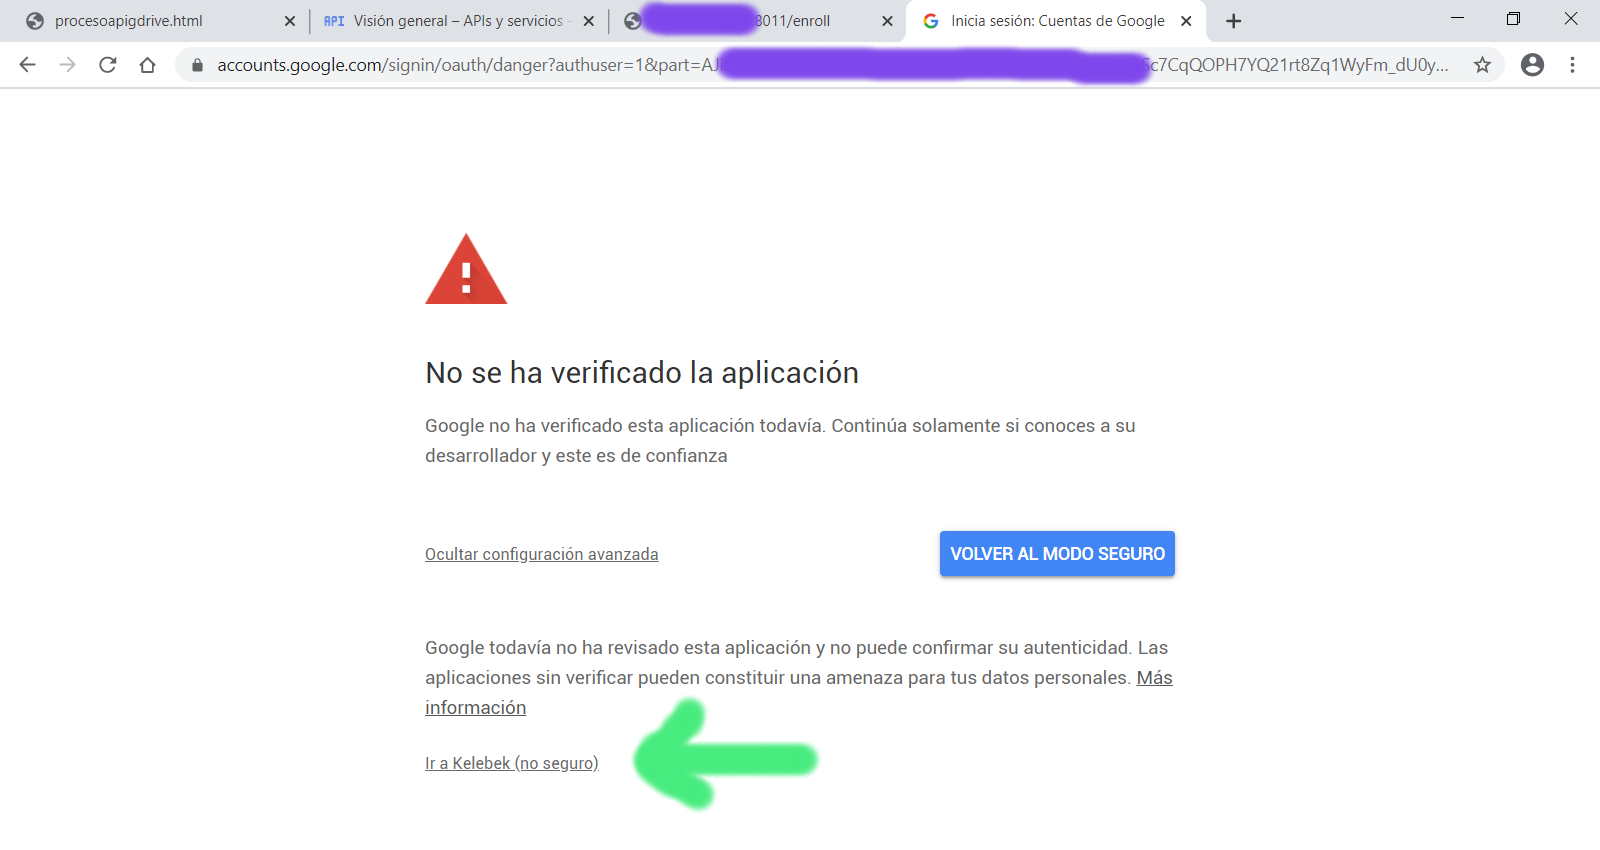 procesoapigdrive.html
API Visión general – APIs y servicios –
8011/enroll
Inicia sesión: Cuentas de Google
accounts.google.com/signin/oauth/danger?authuser=1&part=AJ
c7CqQOPH7YQ21rt8Zq1WyFm_dU0y...
No se ha verificado la aplicación
Google no ha verificado esta aplicación todavía. Continúa solamente si conoces a su
desarrollador y este es de confianza
Ocultar configuración avanzada
VOLVER AL MODO SEGURO
Google todavía no ha revisado esta aplicación y no puede confirmar su autenticidad. Las
aplicaciones sin verificar pueden constituir una amenaza para tus datos personales. Más
información
Ir a Kelebek (no seguro)